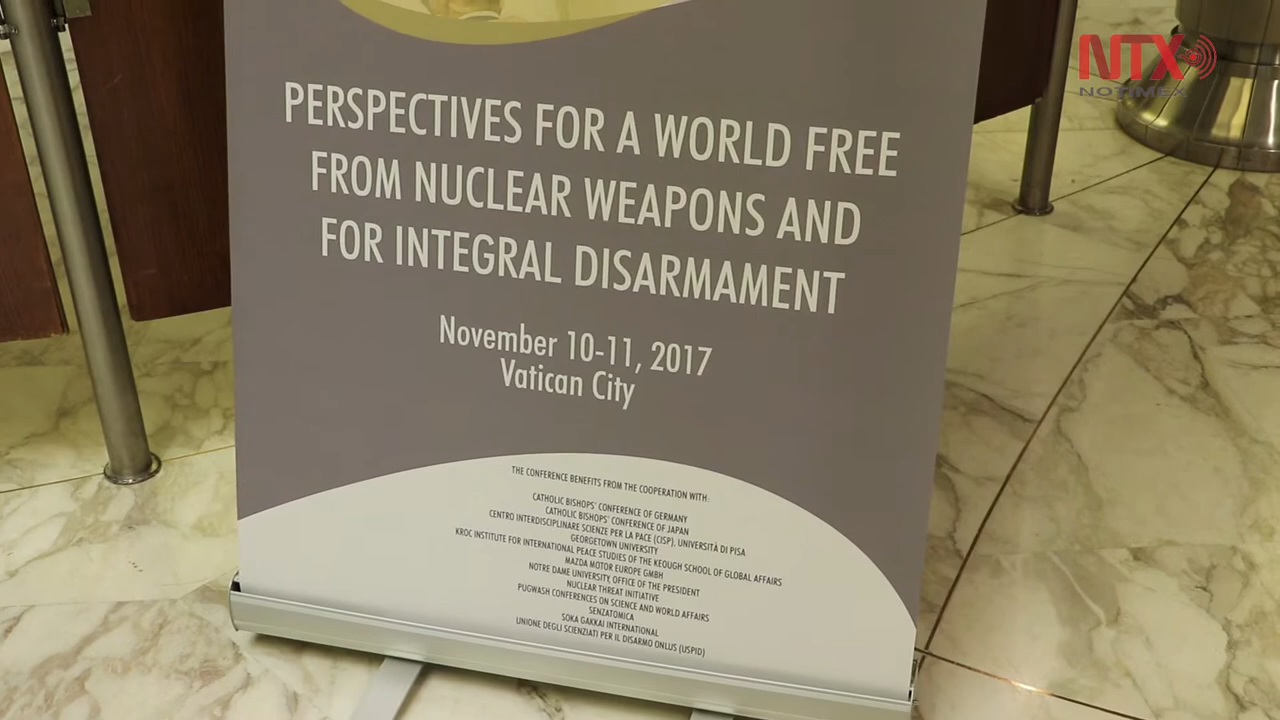 NTX
NOTIMEX
PERSPECTIVES FOR A WORLD FREE
FROM NUCLEAR WEAPONS AND
FOR INTEGRAL DISARMAMENT
November 10-11, 2017
Vatican City
THE CONFERENCE BENEFITS FROM THE COOPERATION WITH:
CATHOLIC BISHOPS' CONFERENCE OF GERMANY
CATHOLIC BISHOPS' CONFERENCE OF JAPAN
CENTRO INTERDISCIPLINARE SCIENZE PER LA PACE (CISP), UNIVERSITÀ DI PISA
GEORGETOWN UNIVERSITY
KROC INSTITUTE FOR INTERNATIONAL PEACE STUDIES OF THE KEOUGH SCHOOL OF GLOBAL AFFAIRS
MAZDA MOTOR EUROPE GMBH
NOTRE DAME UNIVERSITY, OFFICE OF THE PRESIDENT
NUCLEAR THREAT INITIATIVE
PUGWASH CONFERENCES ON SCIENCE AND WORLD AFFAIRS
SENZATOMICA
SOKA GAKKAI INTERNATIONAL
UNIONE DEGLI SCIENZIATI PER IL DISARMO ONLUS (USPID)